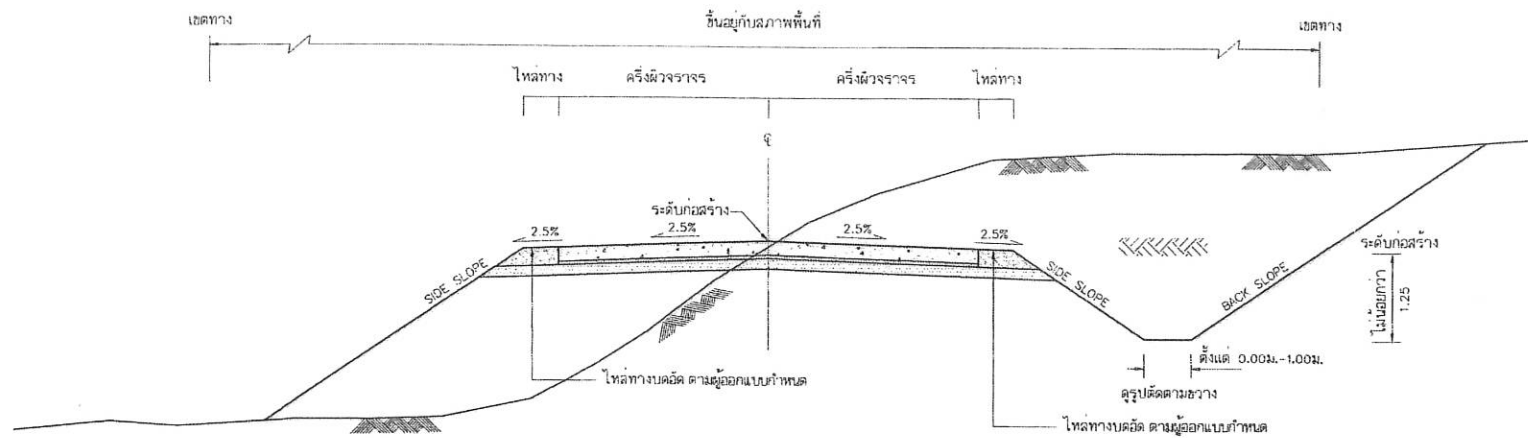 เขตทาง
ขึ้นอยู่กับสภาพพื้นที่
เขตทาง
ไหล่ทาง
ครึ่งผิวจราจร
ครึ่งผิวจราจร
ไหล่ทาง
℄
ระดับก่อสร้าง
2.5%
2.5%
2.5%
2.5%
SIDE SLOPE
SIDE SLOPE
BACK SLOPE
ระดับก่อสร้าง
ไม่น้อยกว่า
1.25
ตั้งแต่ 0.00ม.-1.00ม.
ดูรูปตัดตามขวาง
ไหล่ทางบดอัด ตามผู้ออกแบบกำหนด
ไหล่ทางบดอัด ตามผู้ออกแบบกำหนด